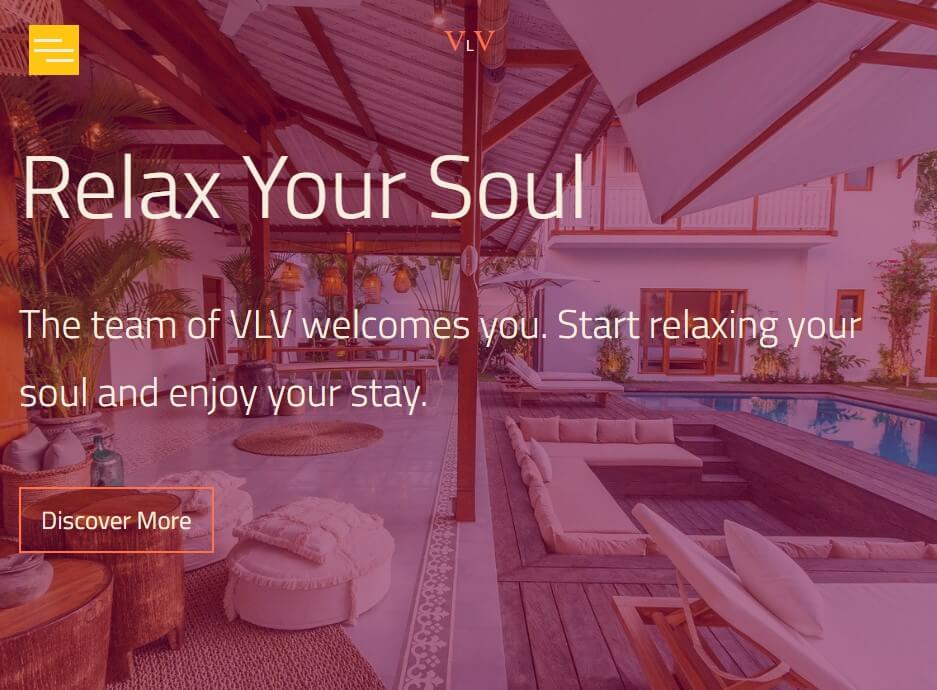 VLV
Relax Your Soul
The team of VLV welcomes you. Start relaxing your
soul and enjoy your stay.
Discover More